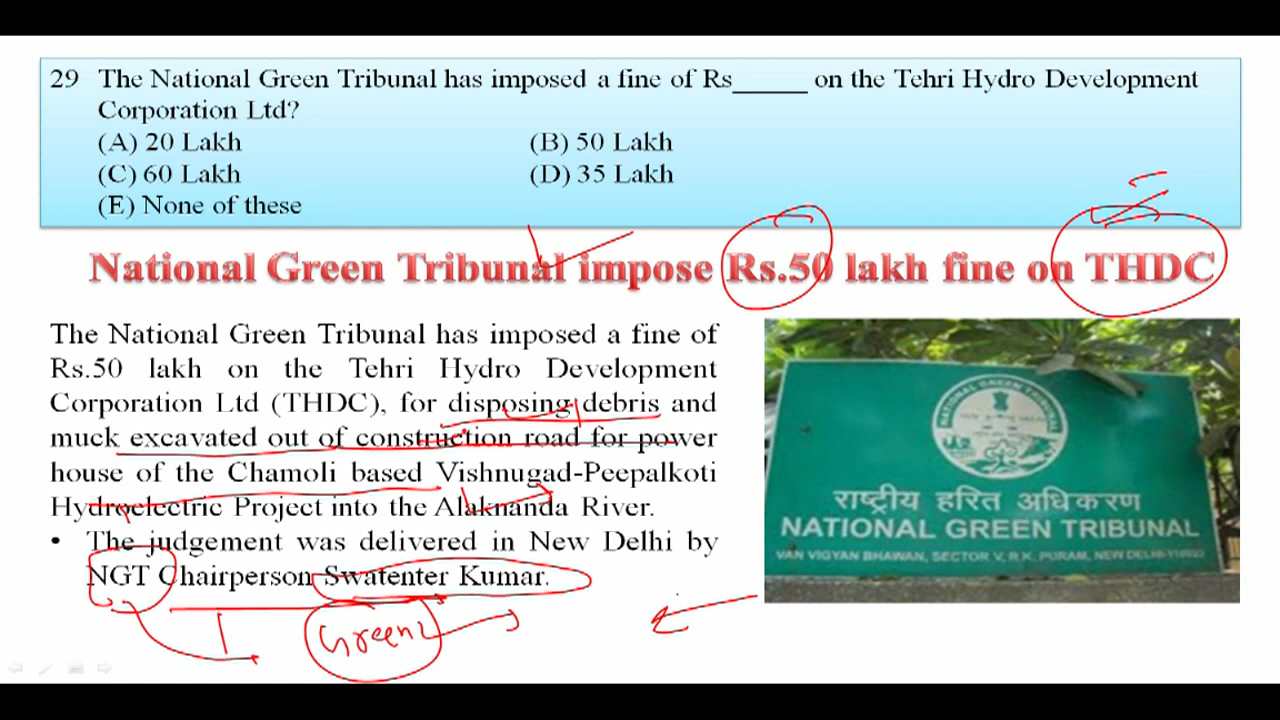 29 The National Green Tribunal has imposed a fine of Rs_____ on the Tehri Hydro Development
Corporation Ltd?
(A) 20 Lakh (B) 50 Lakh
(C) 60 Lakh (D) 35 Lakh
(E) None of these
National Green Tribunal impose Rs.50 lakh fine on THDC
The National Green Tribunal has imposed a fine of
Rs.50 lakh on the Tehri Hydro Development
Corporation Ltd (THDC), for disposing debris and
muck excavated out of construction road for power
house of the Chamoli based Vishnugad-Peepalkoti
Hydroelectric Project into the Alaknanda River.
• The judgement was delivered in New Delhi by
NGT Chairperson Swatenter Kumar.
Green
NATIONAL GREEN TRIBUNAL
राष्ट्रीय हरित अधिकरण
NATIONAL GREEN TRIBUNAL
VAN VIGYAN BHAWAN, SECTOR V, R.K. PURAM, NEW DELHI-110022